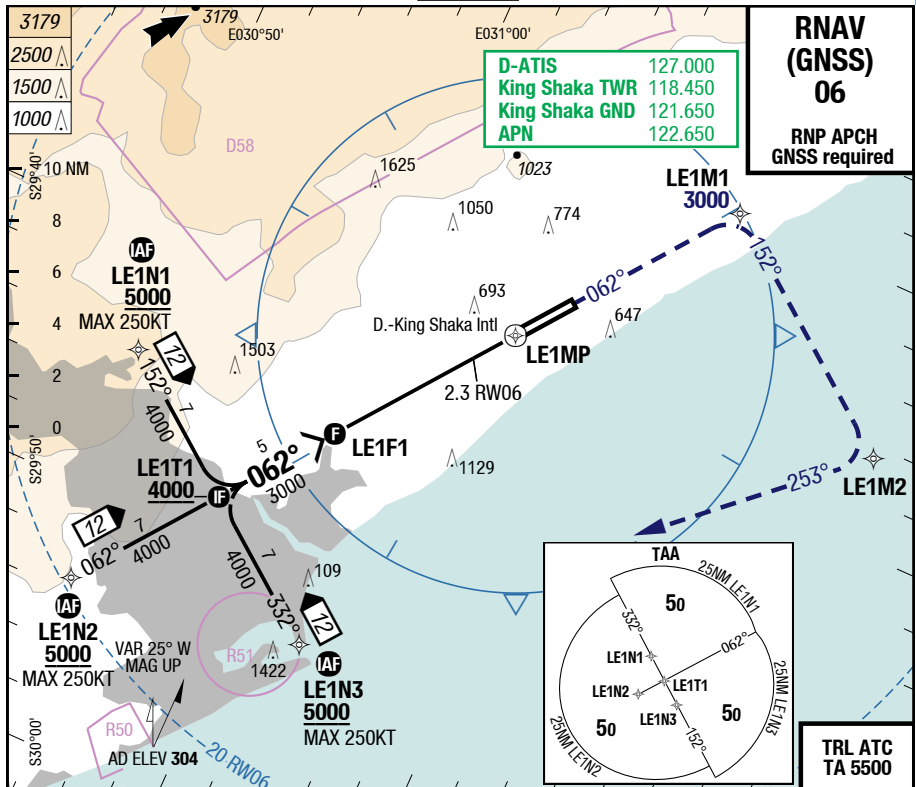 3179
2500
1500
1000
3179
E030°50'
E031°00'
D-ATIS 127.000
King Shaka TWR 118.450
King Shaka GND 121.650
APN 122.650
RNAV
(GNSS)
06
RNP APCH
GNSS required
S29°40'
10 NM
8
6
4
2
0
S29°50'
S30°00'
D58
1625
1023
1050
774
693
647
1503
1129
109
1422
LE1M1
3000
062°
152°
253°
LE1M2
IAF
LE1N1
5000
MAX 250KT
12
152°
7
4000
D.-King Shaka Intl
LE1MP
2.3 RW06
F
LE1F1
5
062°
3000
LE1T1
4000
IF
12
7
062°
4000
IAF
LE1N2
5000
MAX 250KT
7
4000
332°
12
IAF
LE1N3
5000
MAX 250KT
VAR 25° W
MAG UP
R51
R50
AD ELEV 304
20 RW06
TAA
25NM LE1N1
50
332°
062°
LE1N1
LE1N2
LE1T1
LE1N3
50
50
152°
25NM LE1N2
25NM LE1N3
TRL ATC
TA 5500